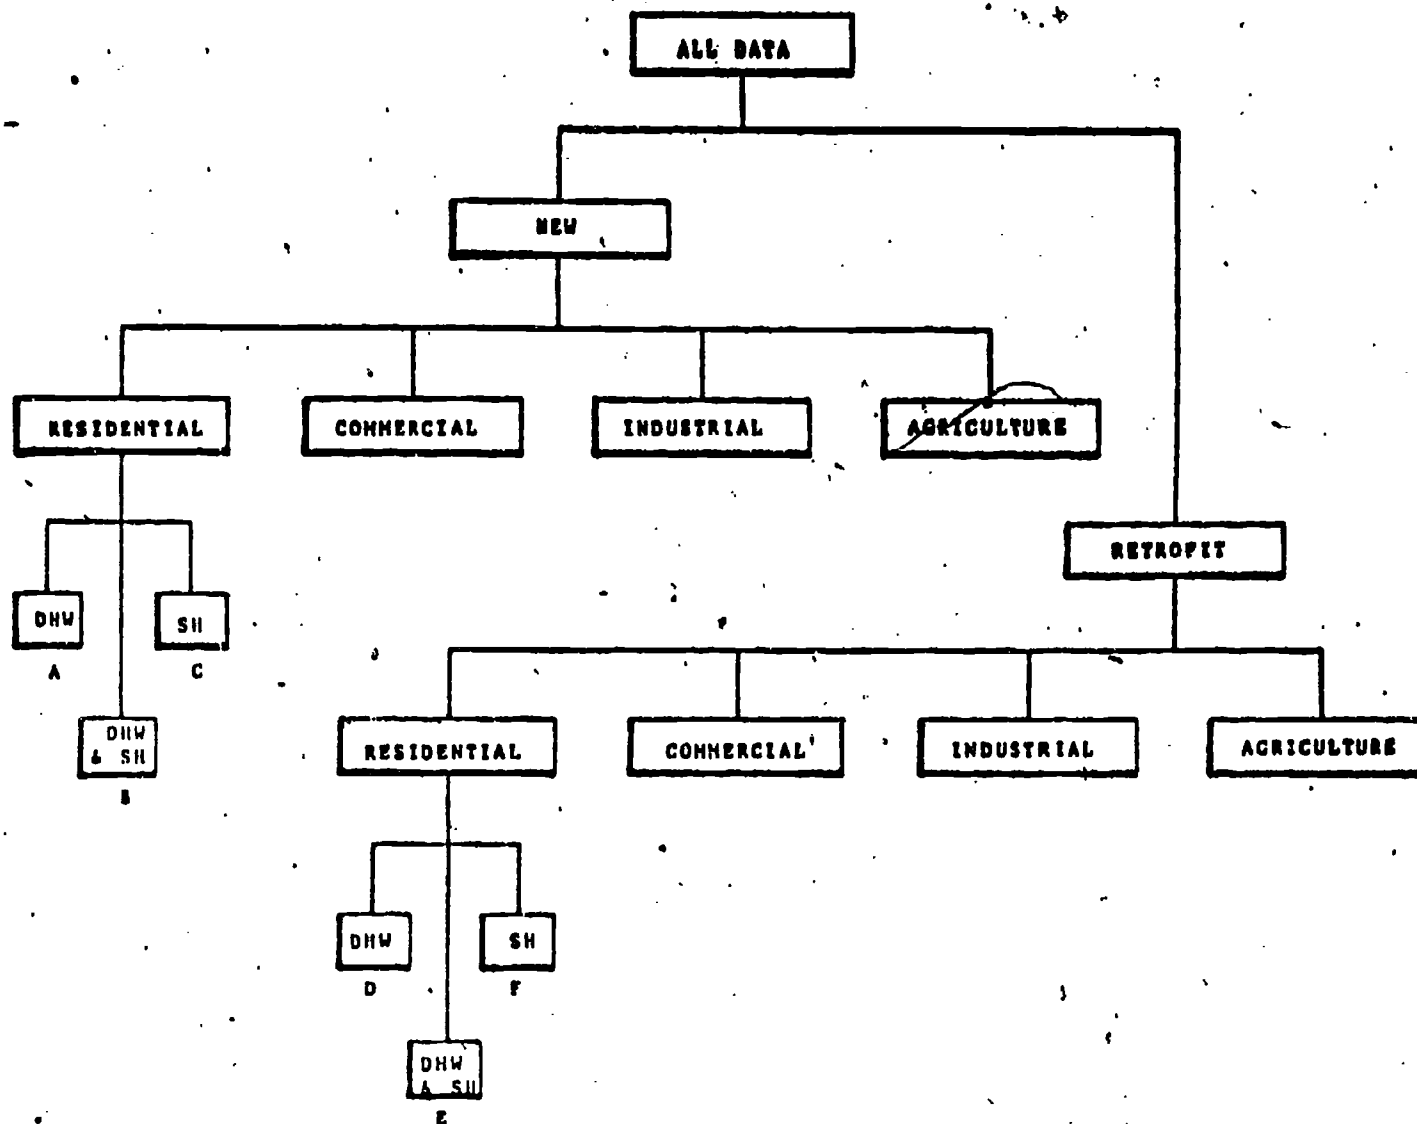 ALL DATA
NEW
RESIDENTIAL
COMMERCIAL
INDUSTRIAL
AGRICULTURE
RETROFIT
DHW
SH
A
C
DHW
& SH
B
RESIDENTIAL
COMMERCIAL
INDUSTRIAL
AGRICULTURE
DHW
SH
D
F
DHW
& SH
E